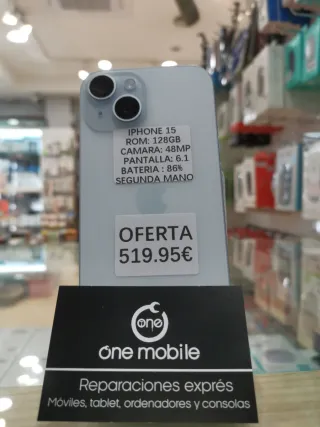 IPHONE 15
ROM: 128GB
CAMARA: 48MP
PANTALLA: 6.1
BATERIA : 86%
SEGUNDA MANO
OFERTA
519.95€
one
óne mobile
Reparaciones exprés
Móviles, tablet, ordenadores y consolas